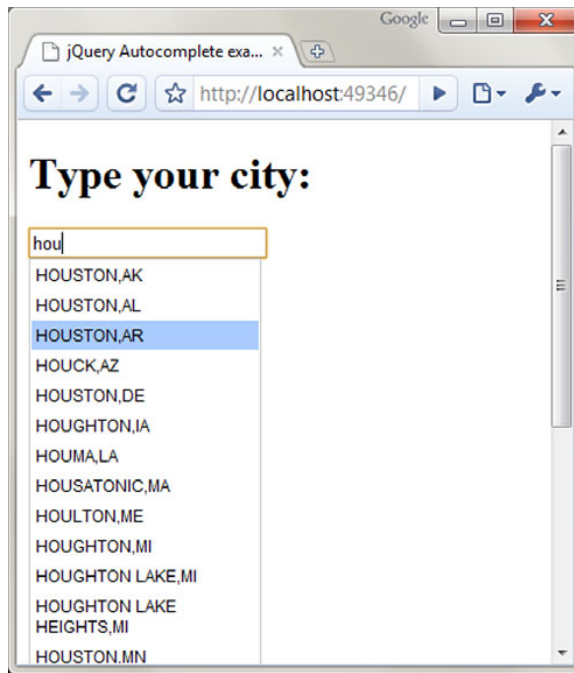 Google
jQuery Autocomplete exa...
http://localhost:49346/
Type your city:
hou
HOUSTON,AK
HOUSTON,AL
HOUSTON,AR
HOUCK,AZ
HOUSTON,DE
HOUGHTON,IA
HOUMA,LA
HOUSATONIC,MA
HOULTON,ME
HOUGHTON,MI
HOUGHTON LAKE,MI
HOUGHTON LAKE
HEIGHTS,MI
HOUSTON,MN